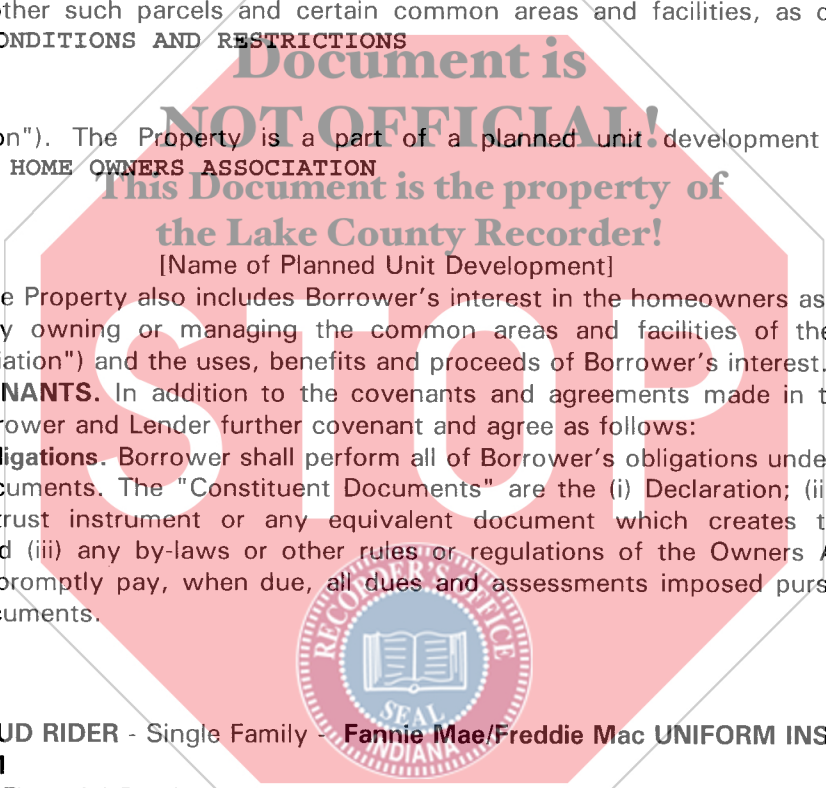 other such parcels and certain common areas and facilities, as
CONDITIONS AND RESTRICTIONS
Document is
NOT OFFICIAL!
on"). The Property is a part of a planned unit development
HOME OWNERS ASSOCIATION
This Document is the property of
the Lake County Recorder!
[Name of Planned Unit Development]
e Property also includes Borrower's interest in the homeowners as
y owning or managing the common areas and facilities of the
iation") and the uses, benefits and proceeds of Borrower's interest.
NANTS. In addition to the covenants and agreements made in t
rower and Lender further covenant and agree as follows:
ligations. Borrower shall perform all of Borrower's obligations unde
cuments. The "Constituent Documents" are the (i) Declaration; (ii
trust instrument or any equivalent document which creates t
d (iii) any by-laws or other rules or regulations of the Owners A
promptly pay, when due, all dues and assessments imposed purs
cuments.
STOP
RECORDER'S OFFICE
SEAL
INDIANA
UD RIDER - Single Family - Fannie Mae/Freddie Mac UNIFORM INS